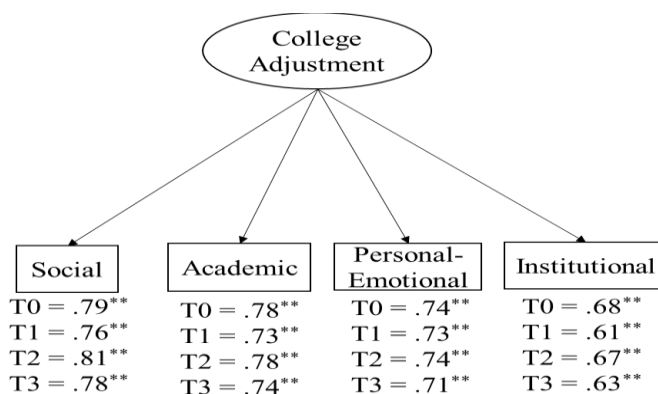 College
Adjustment
Social
T0 = .79**
T1 = .76**
T2 = .81**
T3 = .78**
Academic
T0 = .78**
T1 = .73**
T2 = .78**
T3 = .74**
Personal-
Emotional
T0 = .74**
T1 = .73**
T2 = .74**
T3 = .71**
Institutional
T0 = .68**
T1 = .61**
T2 = .67**
T3 = .63**